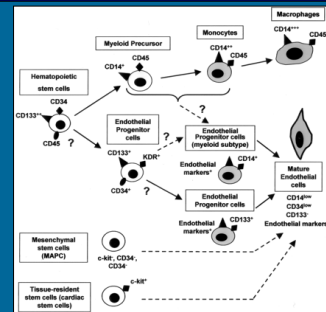 Macrophages
CD14+++
CD45
Monocytes
CD14++
CD45
Myeloid Precursor
CD45
CD14+
Hematopoietic
stem cells
CD34
CD133++
CD45
?
?
Endothelial
Progenitor
cells
CD133+
KDR+
CD34+
?
?
Endothelial
Progenitor cells
(myeloid subtype)
CD14+
Endothelial
markers+
Endothelial
Progenitor cells
CD133+
Endothelial
markers+
Mature
Endothelial
cells
CD14low
CD34low
CD133-
Endothelial markers+
Mesenchymal
stem cells
(MAPC)
c-kit-, CD34-,
CD34-
Tissue-resident
stem cells (cardiac
stem cells)
c-kit+